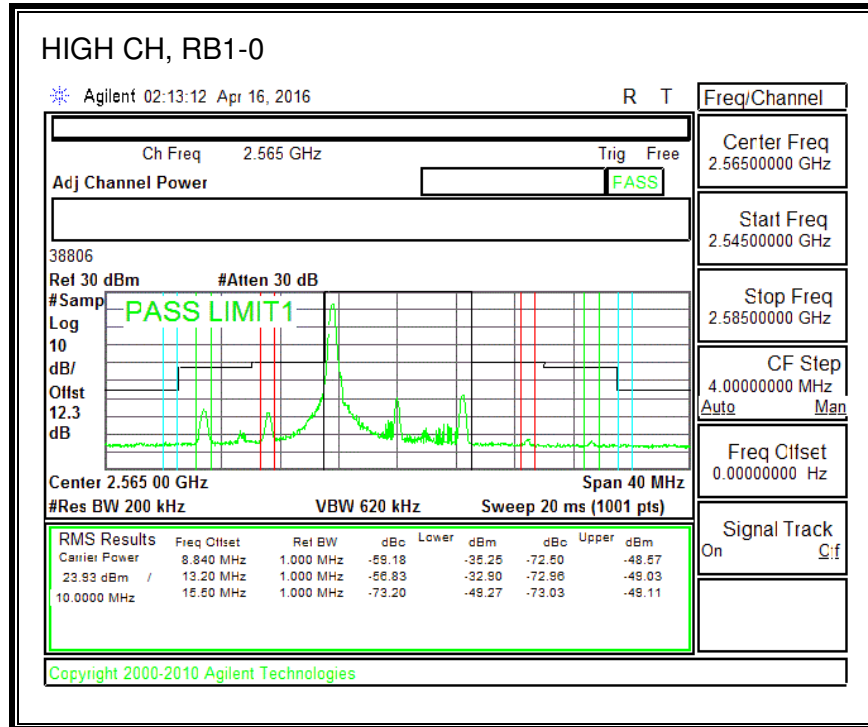 HIGH CH, RB1-0
Agilent 02:13:12 Apr 16, 2016 R T
Freq/Channel
Ch Freq 2.565 GHz Trig Free
Adj Channel Power PASS
38806
Ref 30 dBm #Atten 30 dB
#Samp
Log
10
dB/
Offst
12.3
dB
PASS LIMIT1
Center 2.565 00 GHz Span 40 MHz
#Res BW 200 kHz VBW 620 kHz Sweep 20 ms (1001 pts)
RMS Results Freq Offset Ref BW dBc Lower dBm dBc Upper dBm
Carrier Power 8.840 MHz 1.000 MHz -59.18 -35.25 -72.50 -48.57
23.93 dBm / 13.20 MHz 1.000 MHz -56.83 -32.90 -72.96 -49.03
10.0000 MHz 15.50 MHz 1.000 MHz -73.20 -49.27 -73.03 -49.11
Center Freq
2.56500000 GHz
Start Freq
2.54500000 GHz
Stop Freq
2.58500000 GHz
CF Step
4.00000000 MHz
Auto Man
Freq Offset
0.00000000 Hz
Signal Track
On Off
Copyright 2000-2010 Agilent Technologies